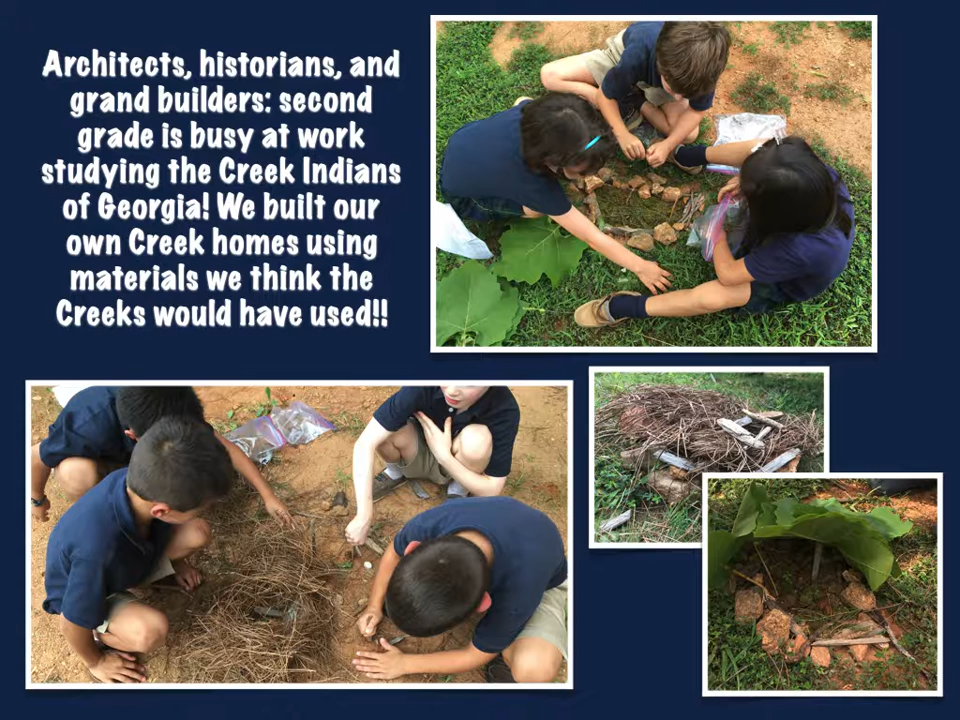 Architects, historians, and
grand builders: second
grade is busy at work
studying the Creek Indians
of Georgia! We built our
own Creek homes using
materials we think the
Creeks would have used!!